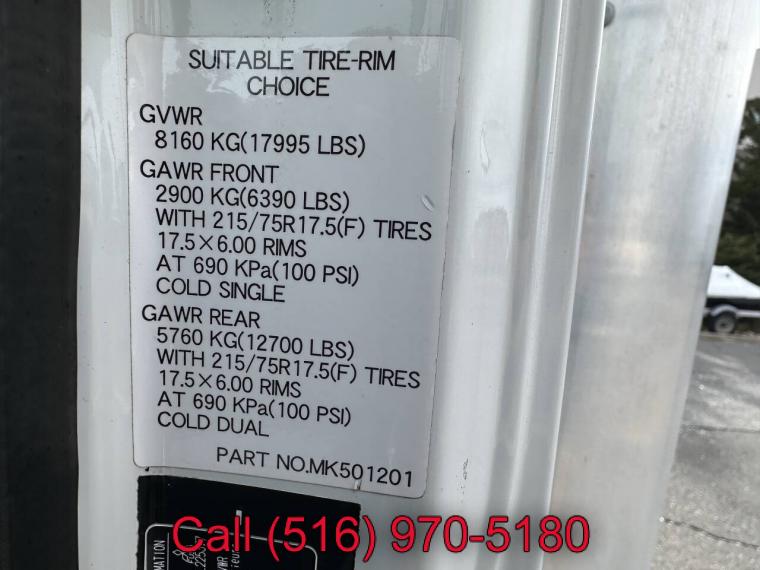 SUITABLE TIRE-RIM
CHOICE
GVWR
8160 KG(17995 LBS)
GAWR FRONT
2900 KG(6390 LBS)
WITH 215/75R17.5(F) TIRES
17.5×6.00 RIMS
AT 690 KPa(100 PSI)
COLD SINGLE
GAWR REAR
5760 KG(12700 LBS)
WITH 215/75R17.5(F) TIRES
17.5×6.00 RIMS
AT 690 KPa(100 PSI)
COLD DUAL
PART NO.MK501201
Call (516) 970-5180